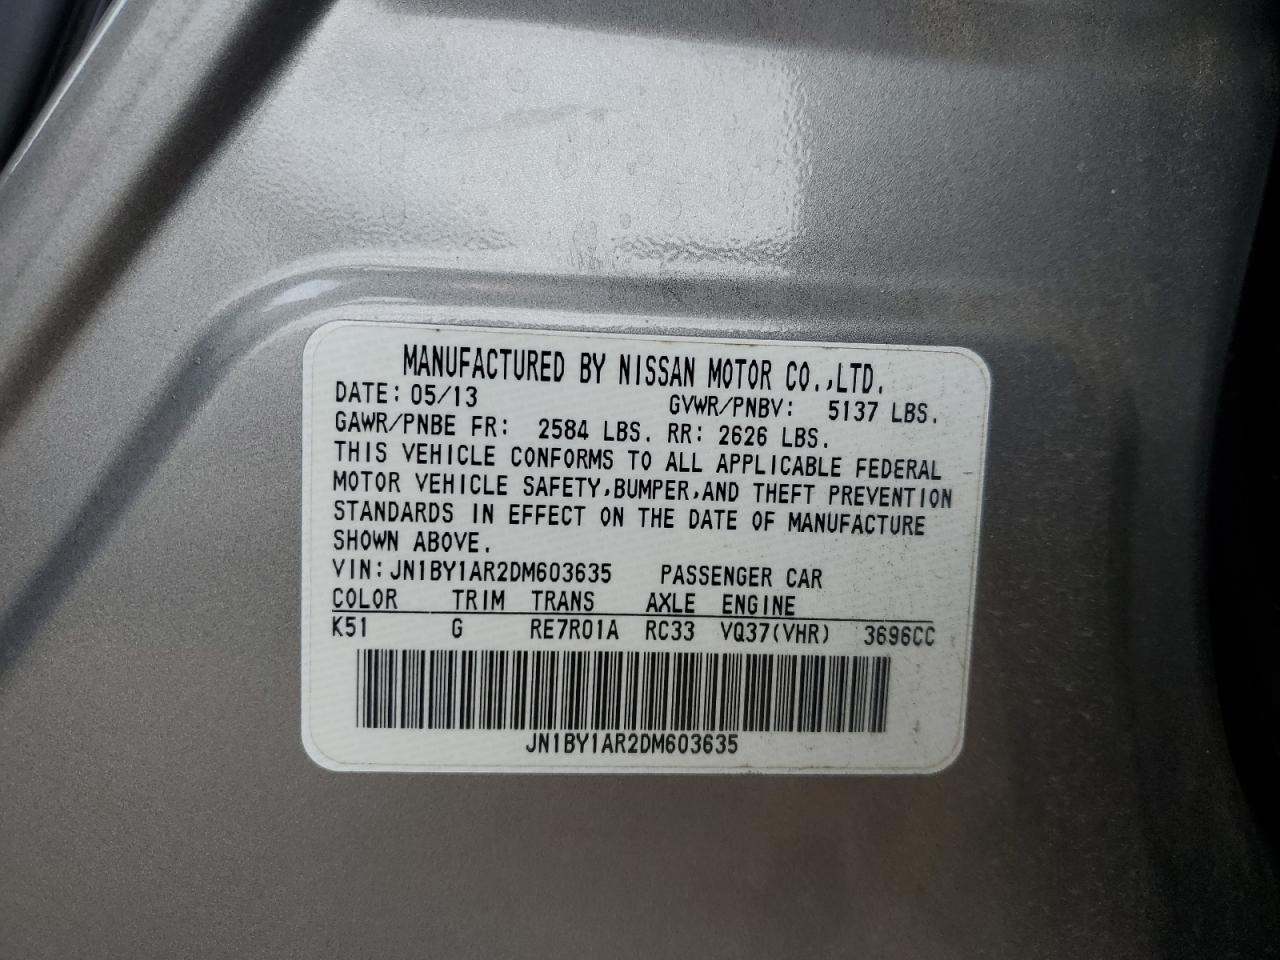 MANUFACTURED BY NISSAN MOTOR CO.,LTD.
DATE: 05/13 GVWR/PNBV: 5137 LBS.
GAWR/PNBE FR: 2584 LBS. RR: 2626 LBS.
THIS VEHICLE CONFORMS TO ALL APPLICABLE FEDERAL
MOTOR VEHICLE SAFETY,BUMPER,AND THEFT PREVENTION
STANDARDS IN EFFECT ON THE DATE OF MANUFACTURE
SHOWN ABOVE.
VIN:JN1BY1AR2DM603635 PASSENGER CAR
COLOR TRIM TRANS AXLE ENGINE
K51 G RE7R01A RC33 VQ37(VHR) 3696CC
JN1BY1AR2DM603635